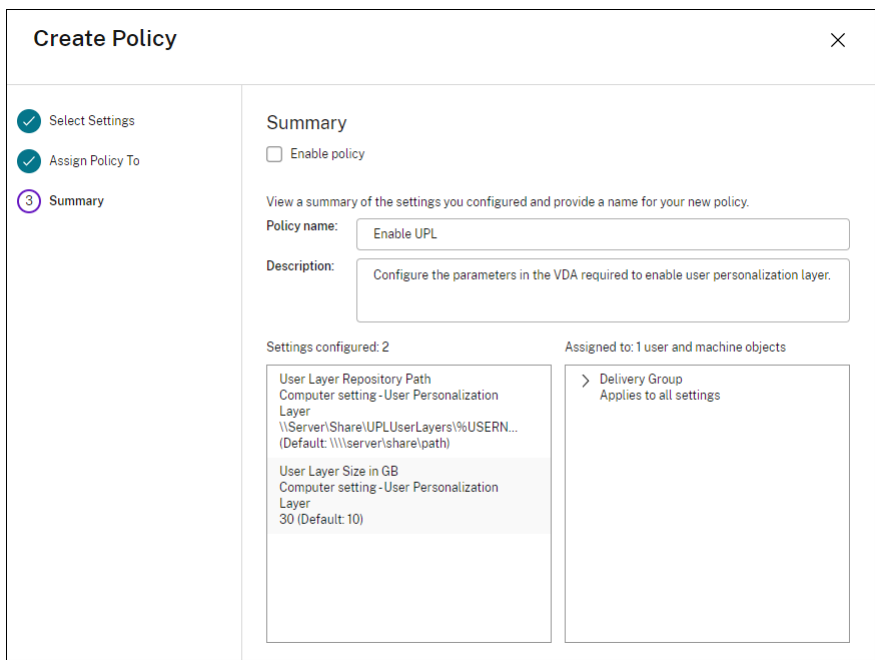 Create Policy
Select Settings
Assign Policy To
3 Summary
Summary
Enable policy
View a summary of the settings you configured and provide a name for your new policy.
Policy name:
Enable UPL
Description:
Configure the parameters in the VDA required to enable user personalization layer.
Settings configured: 2
User Layer Repository Path
Computer setting - User Personalization
Layer
\\Server\Share\UPLUserLayers\%USERN...
(Default: \\\\server\share\path)
User Layer Size in GB
Computer setting - User Personalization
Layer
30 (Default: 10)
Assigned to: 1 user and machine objects
Delivery Group
Applies to all settings